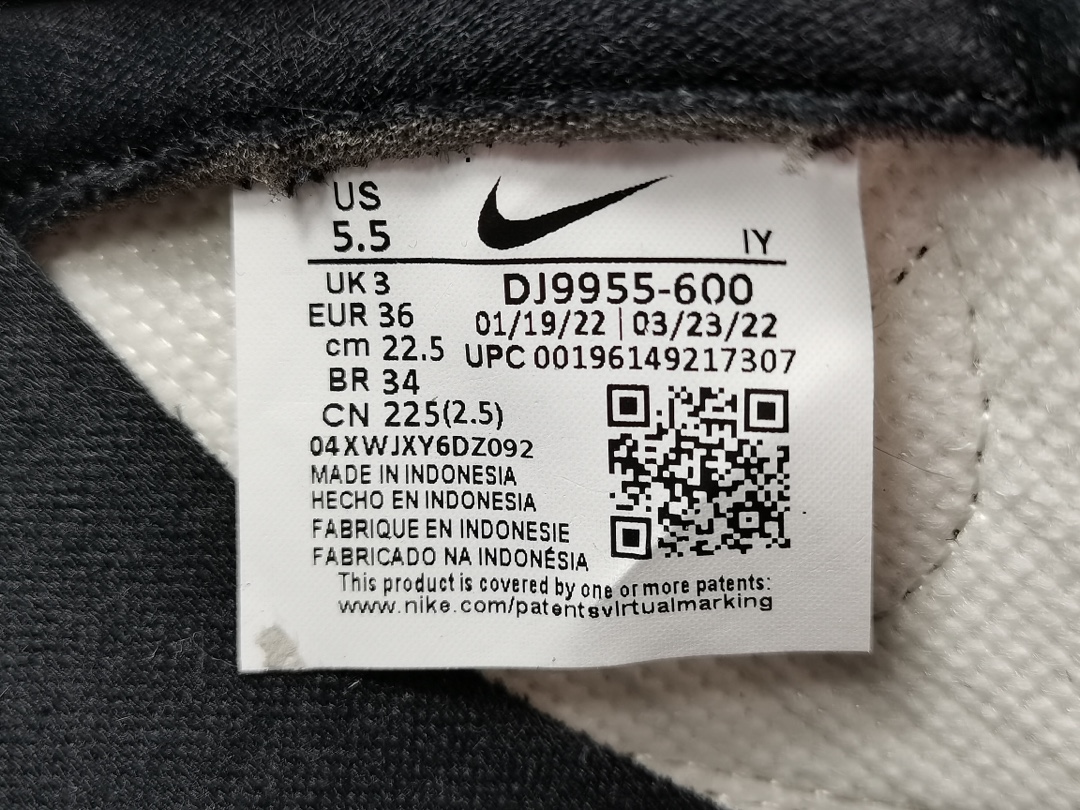 US
5.5
IY
UK 3
EUR 36
cm 22.5
BR 34
CN 225(2.5)
DJ9955-600
01/19/22 | 03/23/22
UPC 00196149217307
04XWJXY6DZ092
MADE IN INDONESIA
HECHO EN INDONESIA
FABRIQUE EN INDONESIE
FABRICADO NA INDONÉSIA
This product is covered by one or more patents:
www.nike.com/patentsvirtualmarking